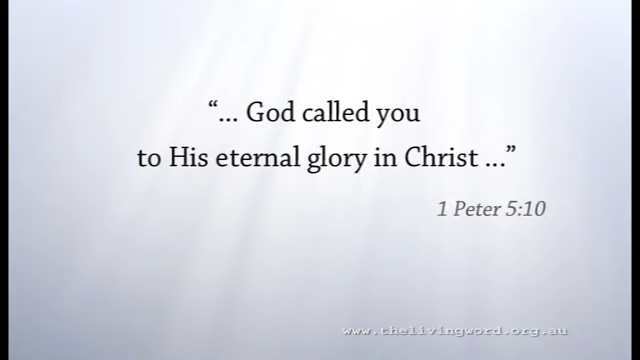 “... God called you
to His eternal glory in Christ ...”
1 Peter 5:10
www.thelivingword.org.au